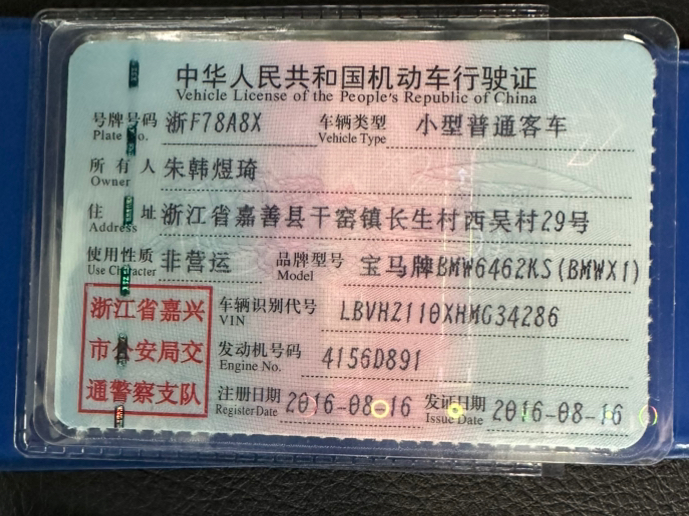 中华人民共和国机动车行驶证
Vehicle License of the People's Republic of China
号牌号码 浙F78A8X 车辆类型 小型普通客车
Plate No. Vehicle Type
所有人 朱韩煜琦
Owner
住址 浙江省嘉善县干窑镇长生村西吴村29号
Address
使用性质 非营运 品牌型号 宝马牌BMW6462KS(BMWX1)
Use Character Model
浙江省嘉兴 车辆识别代号 LBVHZ110XHMG34286
VIN
市公安局交 发动机号码 4156D891
Engine No.
通警察支队 注册日期 2016-08-16 发证日期 2016-08-16
Register Date Issue Date